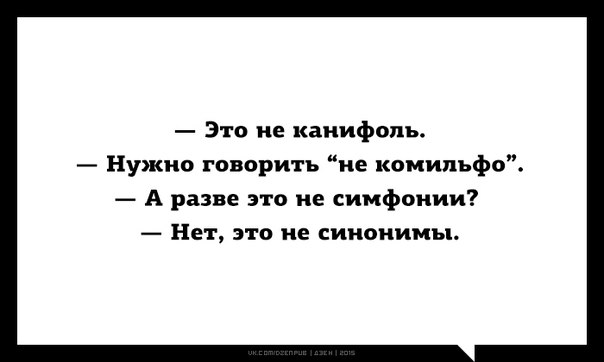 — Это не канифоль.
— Нужно говорить “не комильфо”.
— А разве это не симфонии?
— Нет, это не синонимы.
VK.COM/DZENPUB | ДЗЕН | 2015